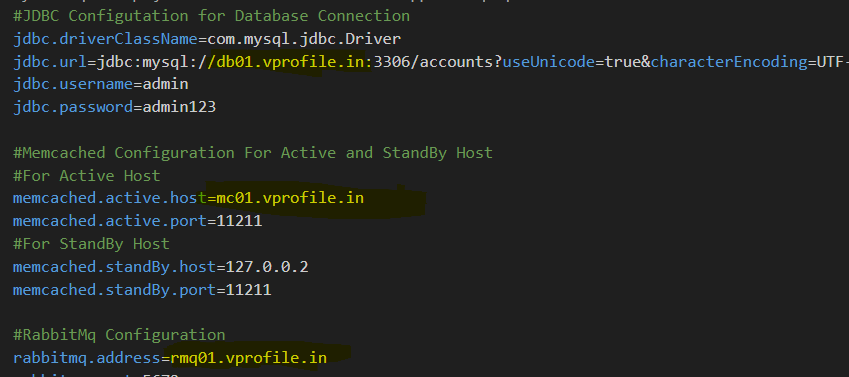 #JDBC Configutation for Database Connection
jdbc.driverClassName=com.mysql.jdbc.Driver
jdbc.url=jdbc:mysql://db01.vprofile.in:3306/accounts?useUnicode=true&characterEncoding=UTF-
jdbc.username=admin
jdbc.password=admin123
#Memcached Configuration For Active and StandBy Host
#For Active Host
memcached.active.host=mc01.vprofile.in
memcached.active.port=11211
#For StandBy Host
memcached.standBy.host=127.0.0.2
memcached.standBy.port=11211
#RabbitMq Configuration
rabbitmq.address=rmq01.vprofile.in